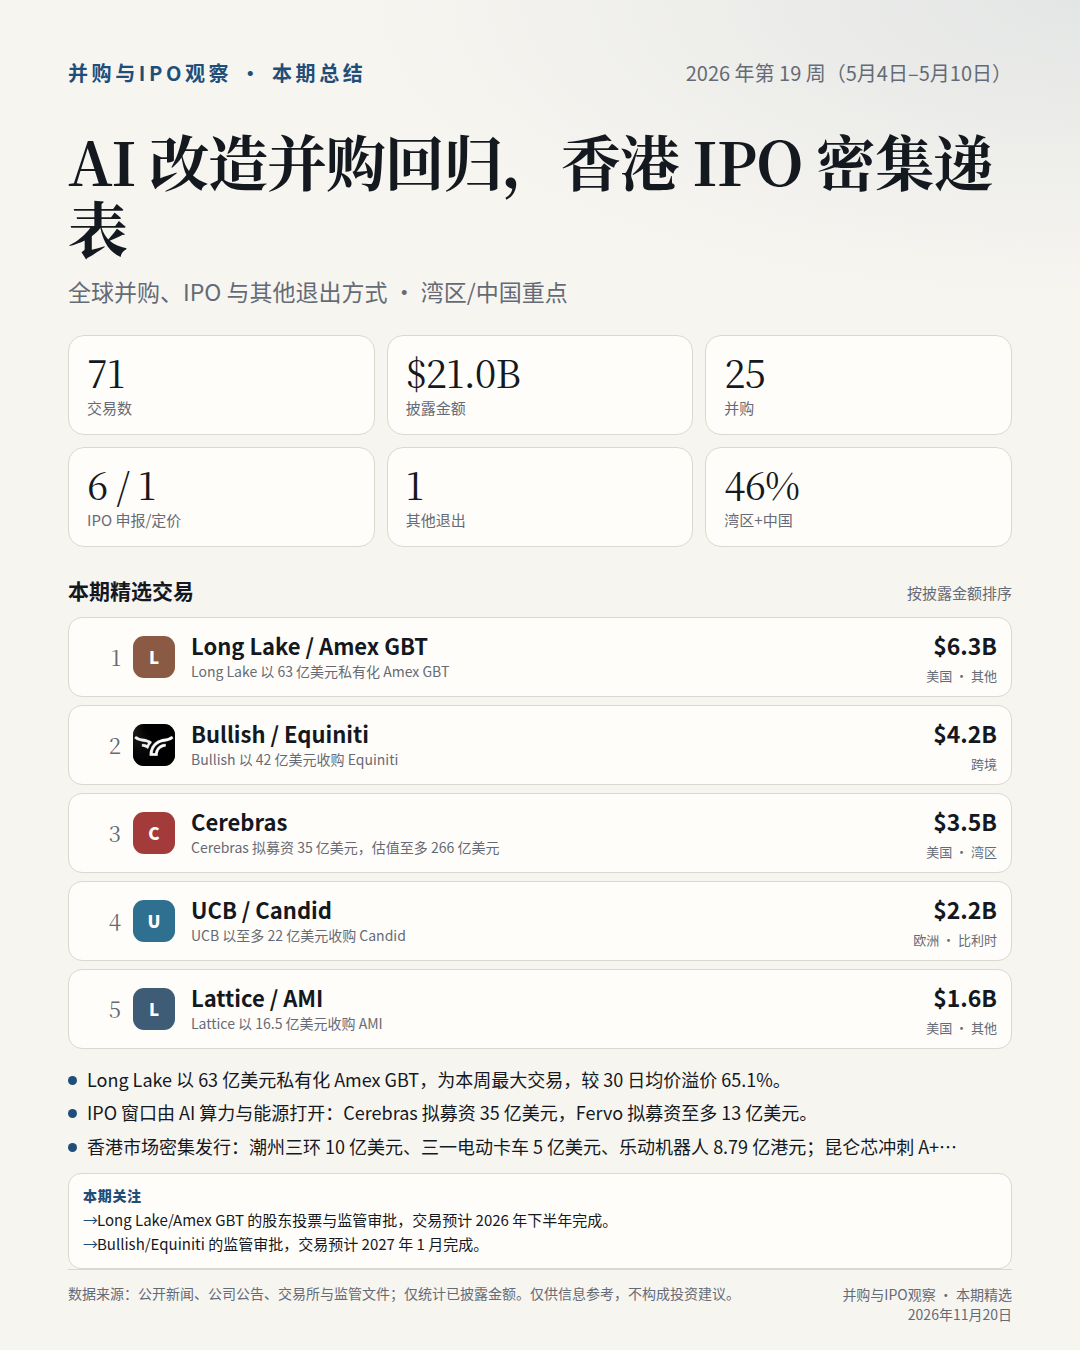 并购与IPO观察 · 本期总结
2026 年第 19 周（5月4日–5月10日）
AI 改造并购回归，香港 IPO 密集递
表
全球并购、IPO 与其他退出方式 · 湾区/中国重点
71
交易数
$21.0B
披露金额
25
并购
6 / 1
IPO 申报/定价
1
其他退出
46%
湾区+中国
本期精选交易
按披露金额排序
1
L
Long Lake / Amex GBT
Long Lake 以 63 亿美元私有化 Amex GBT
$6.3B
美国 · 其他
2
Bullish / Equiniti
Bullish 以 42 亿美元收购 Equiniti
$4.2B
跨境
3
C
Cerebras
Cerebras 拟募资 35 亿美元，估值至多 266 亿美元
$3.5B
美国 · 湾区
4
U
UCB / Candid
UCB 以至多 22 亿美元收购 Candid
$2.2B
欧洲 · 比利时
5
L
Lattice / AMI
Lattice 以 16.5 亿美元收购 AMI
$1.6B
美国 · 其他
Long Lake 以 63 亿美元私有化 Amex GBT，为本周最大交易，较 30 日均价溢价 65.1%。
IPO 窗口由 AI 算力与能源打开：Cerebras 拟募资 35 亿美元，Fervo 拟募资至多 13 亿美元。
香港市场密集发行：潮州三环 10 亿美元、三一电动卡车 5 亿美元、乐动机器人 8.79 亿港元；昆仑芯冲刺 A+…
本期关注
→Long Lake/Amex GBT 的股东投票与监管审批，交易预计 2026 年下半年完成。
→Bullish/Equiniti 的监管审批，交易预计 2027 年 1 月完成。
数据来源：公开新闻、公司公告、交易所与监管文件；仅统计已披露金额。仅供信息参考，不构成投资建议。
并购与IPO观察 · 本期精选
2026年11月20日